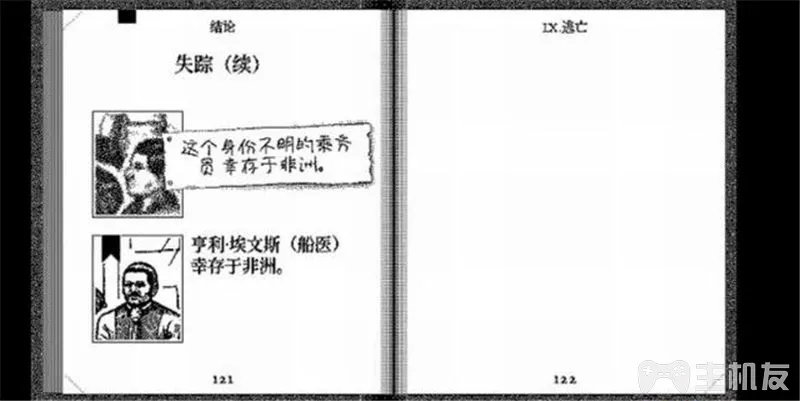 结论
失踪（续）
这个身份不明的乘务
员幸存于非洲。
亨利·埃文斯（船医）
幸存于非洲。
121
IX.逃亡
122
主机友